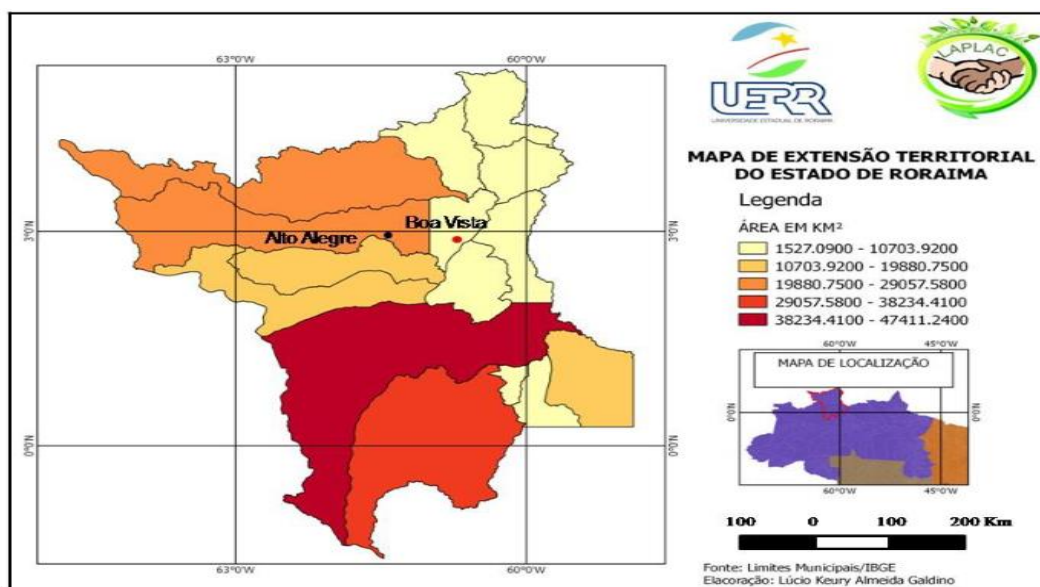 63°0'W
60°0'W
3°0'N
3°0'N
0°0'N
0°0'N
63°0'W
60°0'W
Alto Alegre
Boa Vista
UERR
UNIVERSIDADE ESTADUAL DE RORAIMA
LAPLAC
MAPA DE EXTENSÃO TERRITORIAL
DO ESTADO DE RORAIMA
Legenda
ÁREA EM KM²
1527.0900 - 10703.9200
10703.9200 - 19880.7500
19880.7500 - 29057.5800
29057.5800 - 38234.4100
38234.4100 - 47411.2400
60°0'W
45°0'W
MAPA DE LOCALIZAÇÃO
0°0'N
0°0'N
60°0'W
45°0'W
100 0 100 200 Km
Fonte: Limites Municipais/IBGE
Elacoração: Lúcio Keury Almeida Galdino